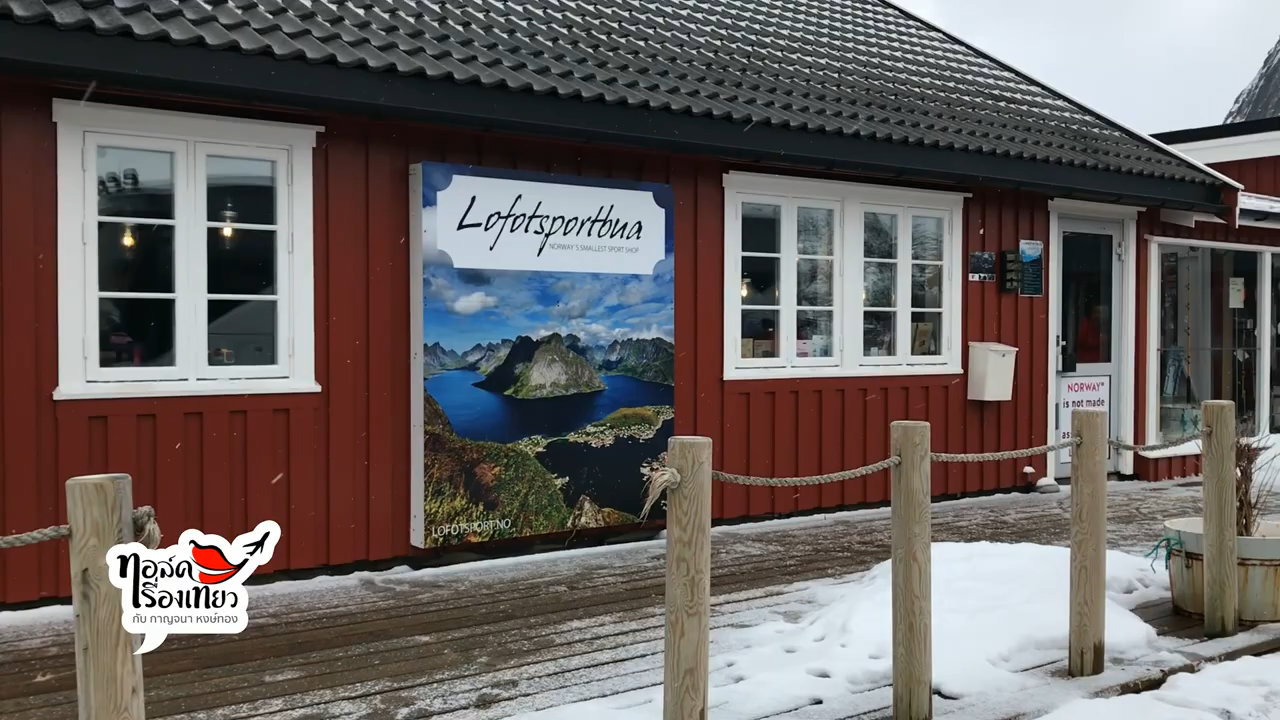 Lofotsportbua
NORWAY'S SMALLEST SPORT SHOP
LOFOTSPORT.NO
NORWAY®
is not made
ทอล์ค
เรื่องเที่ยว
กับ กาญจนา หงษ์ทอง